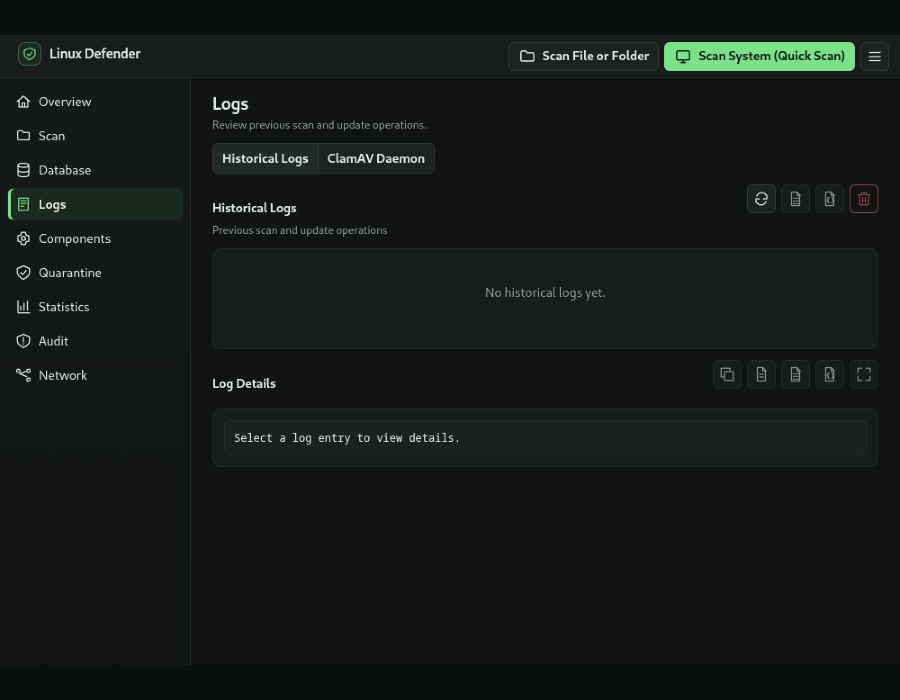 Linux Defender
Scan File or Folder
Scan System (Quick Scan)
Overview
Scan
Database
Logs
Components
Quarantine
Statistics
Audit
Network
Logs
Review previous scan and update operations.
Historical Logs
ClamAV Daemon
Historical Logs
Previous scan and update operations
No historical logs yet.
Log Details
Select a log entry to view details.